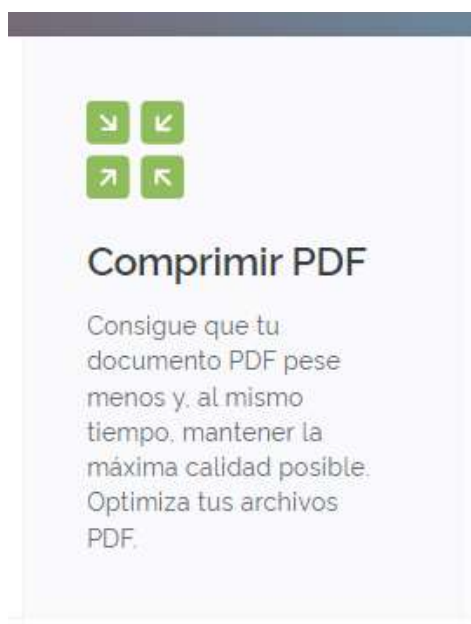 Comprimir PDF
Consigue que tu
documento PDF pese
menos y, al mismo
tiempo, mantener la
máxima calidad posible.
Optimiza tus archivos
PDF.